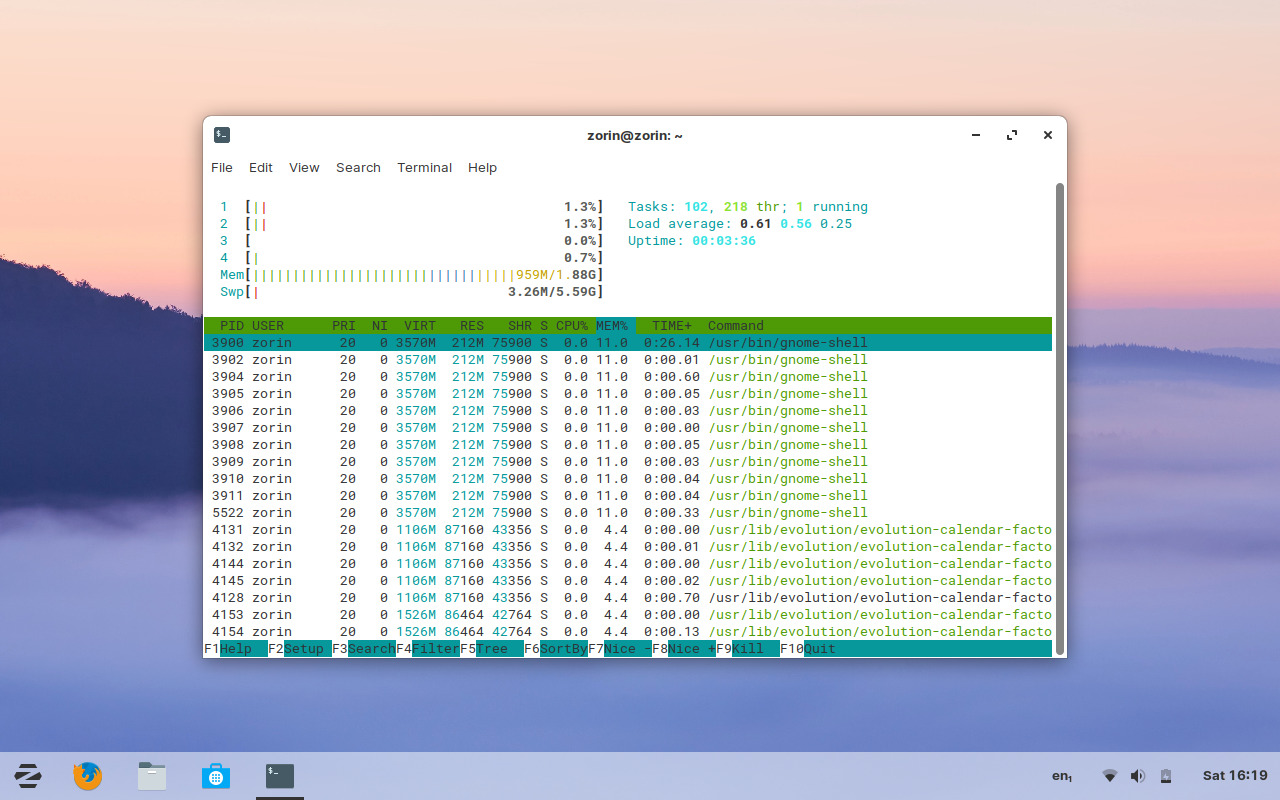 zorin@zorin: ~
File Edit View Search Terminal Help
1 [|| 1.3%] Tasks: 102, 218 thr; 1 running
2 [|| 1.3%] Load average: 0.61 0.56 0.25
3 [ 0.0%] Uptime: 00:03:36
4 [| 0.7%]
Mem[|||||||||||||||||||||||||||||||||959M/1.88G]
Swp[| 3.26M/5.59G]
PID USER PRI NI VIRT RES SHR S CPU% MEM% TIME+ Command
3900 zorin 20 0 3570M 212M 75900 S 0.0 11.0 0:26.14 /usr/bin/gnome-shell
3902 zorin 20 0 3570M 212M 75900 S 0.0 11.0 0:00.01 /usr/bin/gnome-shell
3904 zorin 20 0 3570M 212M 75900 S 0.0 11.0 0:00.60 /usr/bin/gnome-shell
3905 zorin 20 0 3570M 212M 75900 S 0.0 11.0 0:00.05 /usr/bin/gnome-shell
3906 zorin 20 0 3570M 212M 75900 S 0.0 11.0 0:00.03 /usr/bin/gnome-shell
3907 zorin 20 0 3570M 212M 75900 S 0.0 11.0 0:00.00 /usr/bin/gnome-shell
3908 zorin 20 0 3570M 212M 75900 S 0.0 11.0 0:00.05 /usr/bin/gnome-shell
3909 zorin 20 0 3570M 212M 75900 S 0.0 11.0 0:00.03 /usr/bin/gnome-shell
3910 zorin 20 0 3570M 212M 75900 S 0.0 11.0 0:00.04 /usr/bin/gnome-shell
3911 zorin 20 0 3570M 212M 75900 S 0.0 11.0 0:00.04 /usr/bin/gnome-shell
5522 zorin 20 0 3570M 212M 75900 S 0.0 11.0 0:00.33 /usr/bin/gnome-shell
4131 zorin 20 0 1106M 87160 43356 S 0.0 4.4 0:00.00 /usr/lib/evolution/evolution-calendar-facto
4132 zorin 20 0 1106M 87160 43356 S 0.0 4.4 0:00.01 /usr/lib/evolution/evolution-calendar-facto
4144 zorin 20 0 1106M 87160 43356 S 0.0 4.4 0:00.00 /usr/lib/evolution/evolution-calendar-facto
4145 zorin 20 0 1106M 87160 43356 S 0.0 4.4 0:00.02 /usr/lib/evolution/evolution-calendar-facto
4128 zorin 20 0 1106M 87160 43356 S 0.0 4.4 0:00.70 /usr/lib/evolution/evolution-calendar-facto
4153 zorin 20 0 1526M 86464 42764 S 0.0 4.4 0:00.00 /usr/lib/evolution/evolution-calendar-facto
4154 zorin 20 0 1526M 86464 42764 S 0.0 4.4 0:00.13 /usr/lib/evolution/evolution-calendar-facto
F1Help F2Setup F3SearchF4FilterF5Tree F6SortByF7Nice -F8Nice +F9Kill F10Quit
en₁ Sat 16:19